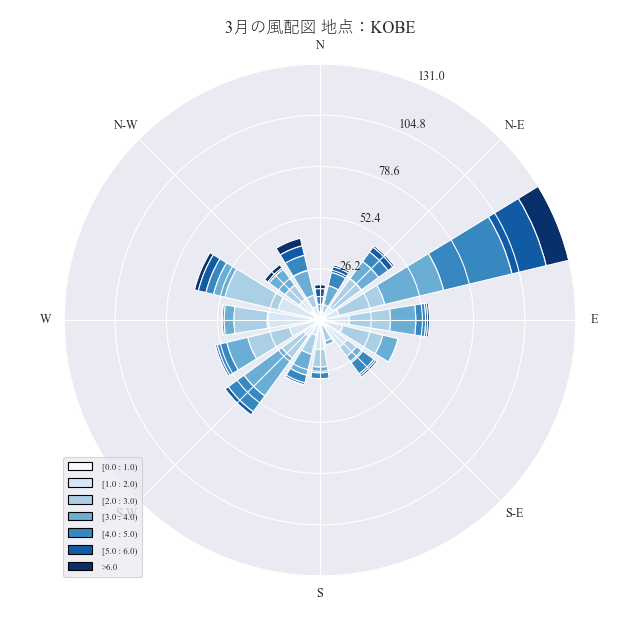 3月の風配図 地点：KOBE
N
131.0
N-W
104.8
N-E
78.6
52.4
26.2
W
E
[0.0 : 1.0)
[1.0 : 2.0)
[2.0 : 3.0)
S-W
[3.0 : 4.0)
S-E
[4.0 : 5.0)
[5.0 : 6.0)
>6.0
S